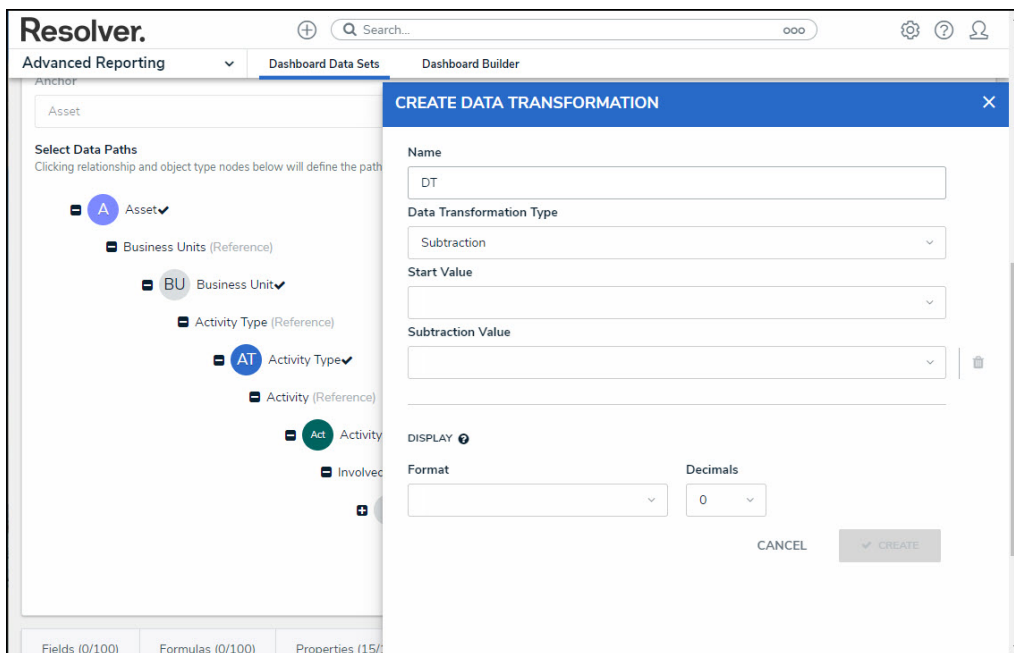 Resolver.
Search...
ooo
Advanced Reporting
Dashboard Data Sets
Dashboard Builder
Anchor
Asset
Select Data Paths
Clicking relationship and object type nodes below will define the path
A Asset
Business Units (Reference)
BU Business Unit
Activity Type (Reference)
AT Activity Type
Activity (Reference)
Act Activity
Involved
Fields (0/100)
Formulas (0/100)
Properties (15/
CREATE DATA TRANSFORMATION
Name
DT
Data Transformation Type
Subtraction
Start Value
Subtraction Value
DISPLAY
Format
Decimals
0
CANCEL
CREATE